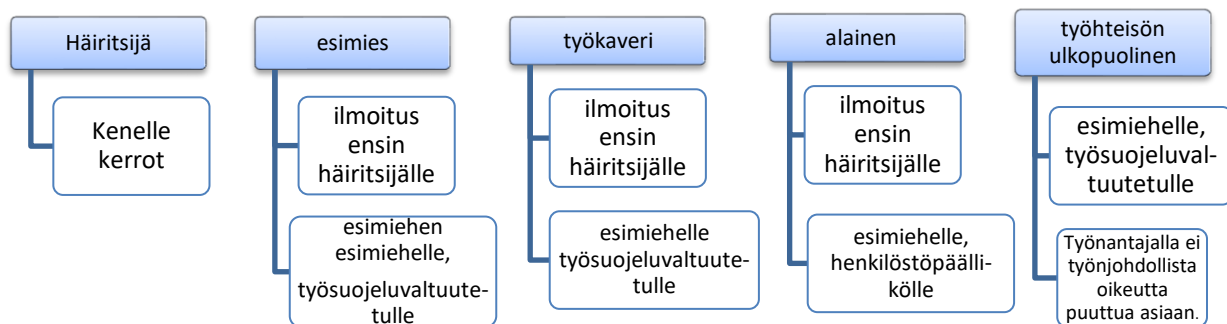 Häiritsijä
Kenelle
kerrot
esimies
ilmoitus
ensin
häiritsijälle
esimiehen
esimiehelle,
työsuojeluvaltuute-
tulle
työkaveri
ilmoitus
ensin
häiritsijälle
esimiehelle
työsuojeluvaltuute-
tulle
alainen
ilmoitus
ensin
häiritsijälle
esimiehelle,
henkilöstöpäälli-
kölle
työhteisön
ulkopuolinen
esimiehelle,
työsuojeluval-
tuutetulle
Työnantajalla ei
työnjohdollista
oikeutta
puuttua asiaan.